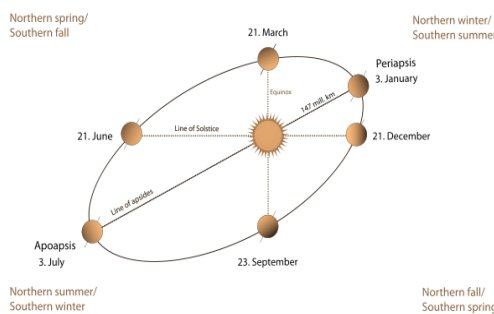 Northern spring/
Southern fall
21. March
Northern winter/
Southern summer
Periapsis
3. January
Equinox
147 mill. km
21. June
Line of Solstice
21. December
Line of apsides
Apoapsis
3. July
23. September
Northern summer/
Southern winter
Northern fall/
Southern spring